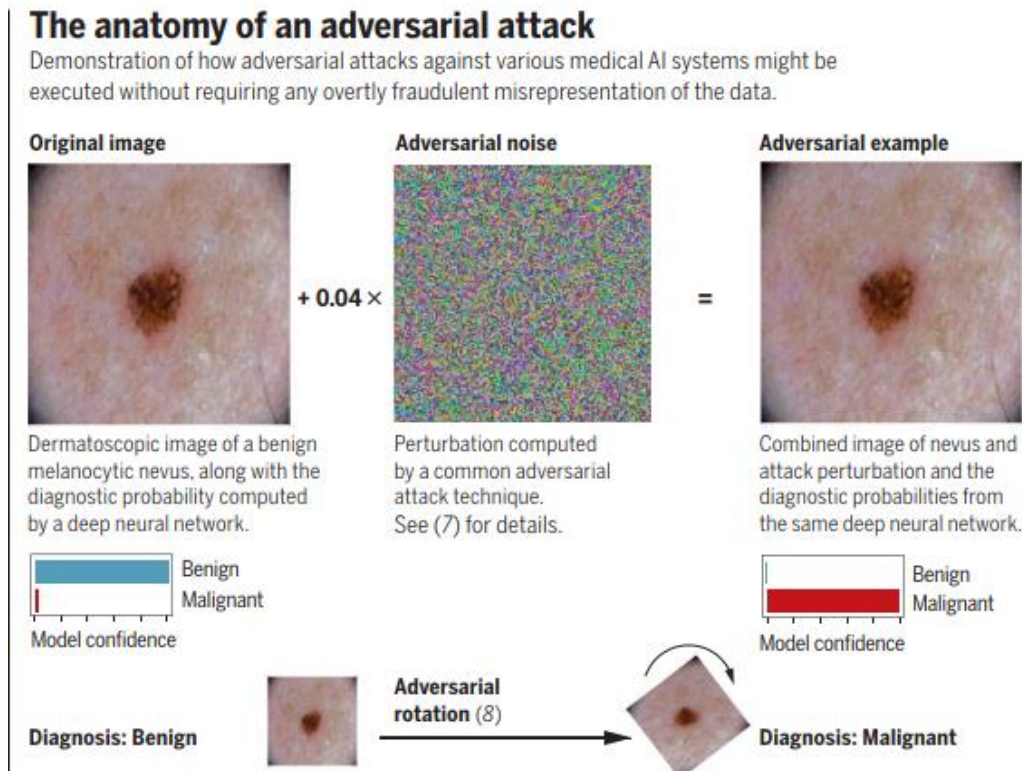 The anatomy of an adversarial attack
Demonstration of how adversarial attacks against various medical AI systems might be
executed without requiring any overtly fraudulent misrepresentation of the data.
Original image
Adversarial noise
Adversarial example
+ 0.04 ×
=
Dermatoscopic image of a benign
melanocytic nevus, along with the
diagnostic probability computed
by a deep neural network.
Perturbation computed
by a common adversarial
attack technique.
See (7) for details.
Combined image of nevus and
attack perturbation and the
diagnostic probabilities from
the same deep neural network.
Benign
Malignant
Model confidence
Benign
Malignant
Model confidence
Adversarial
rotation (8)
Diagnosis: Benign
Diagnosis: Malignant